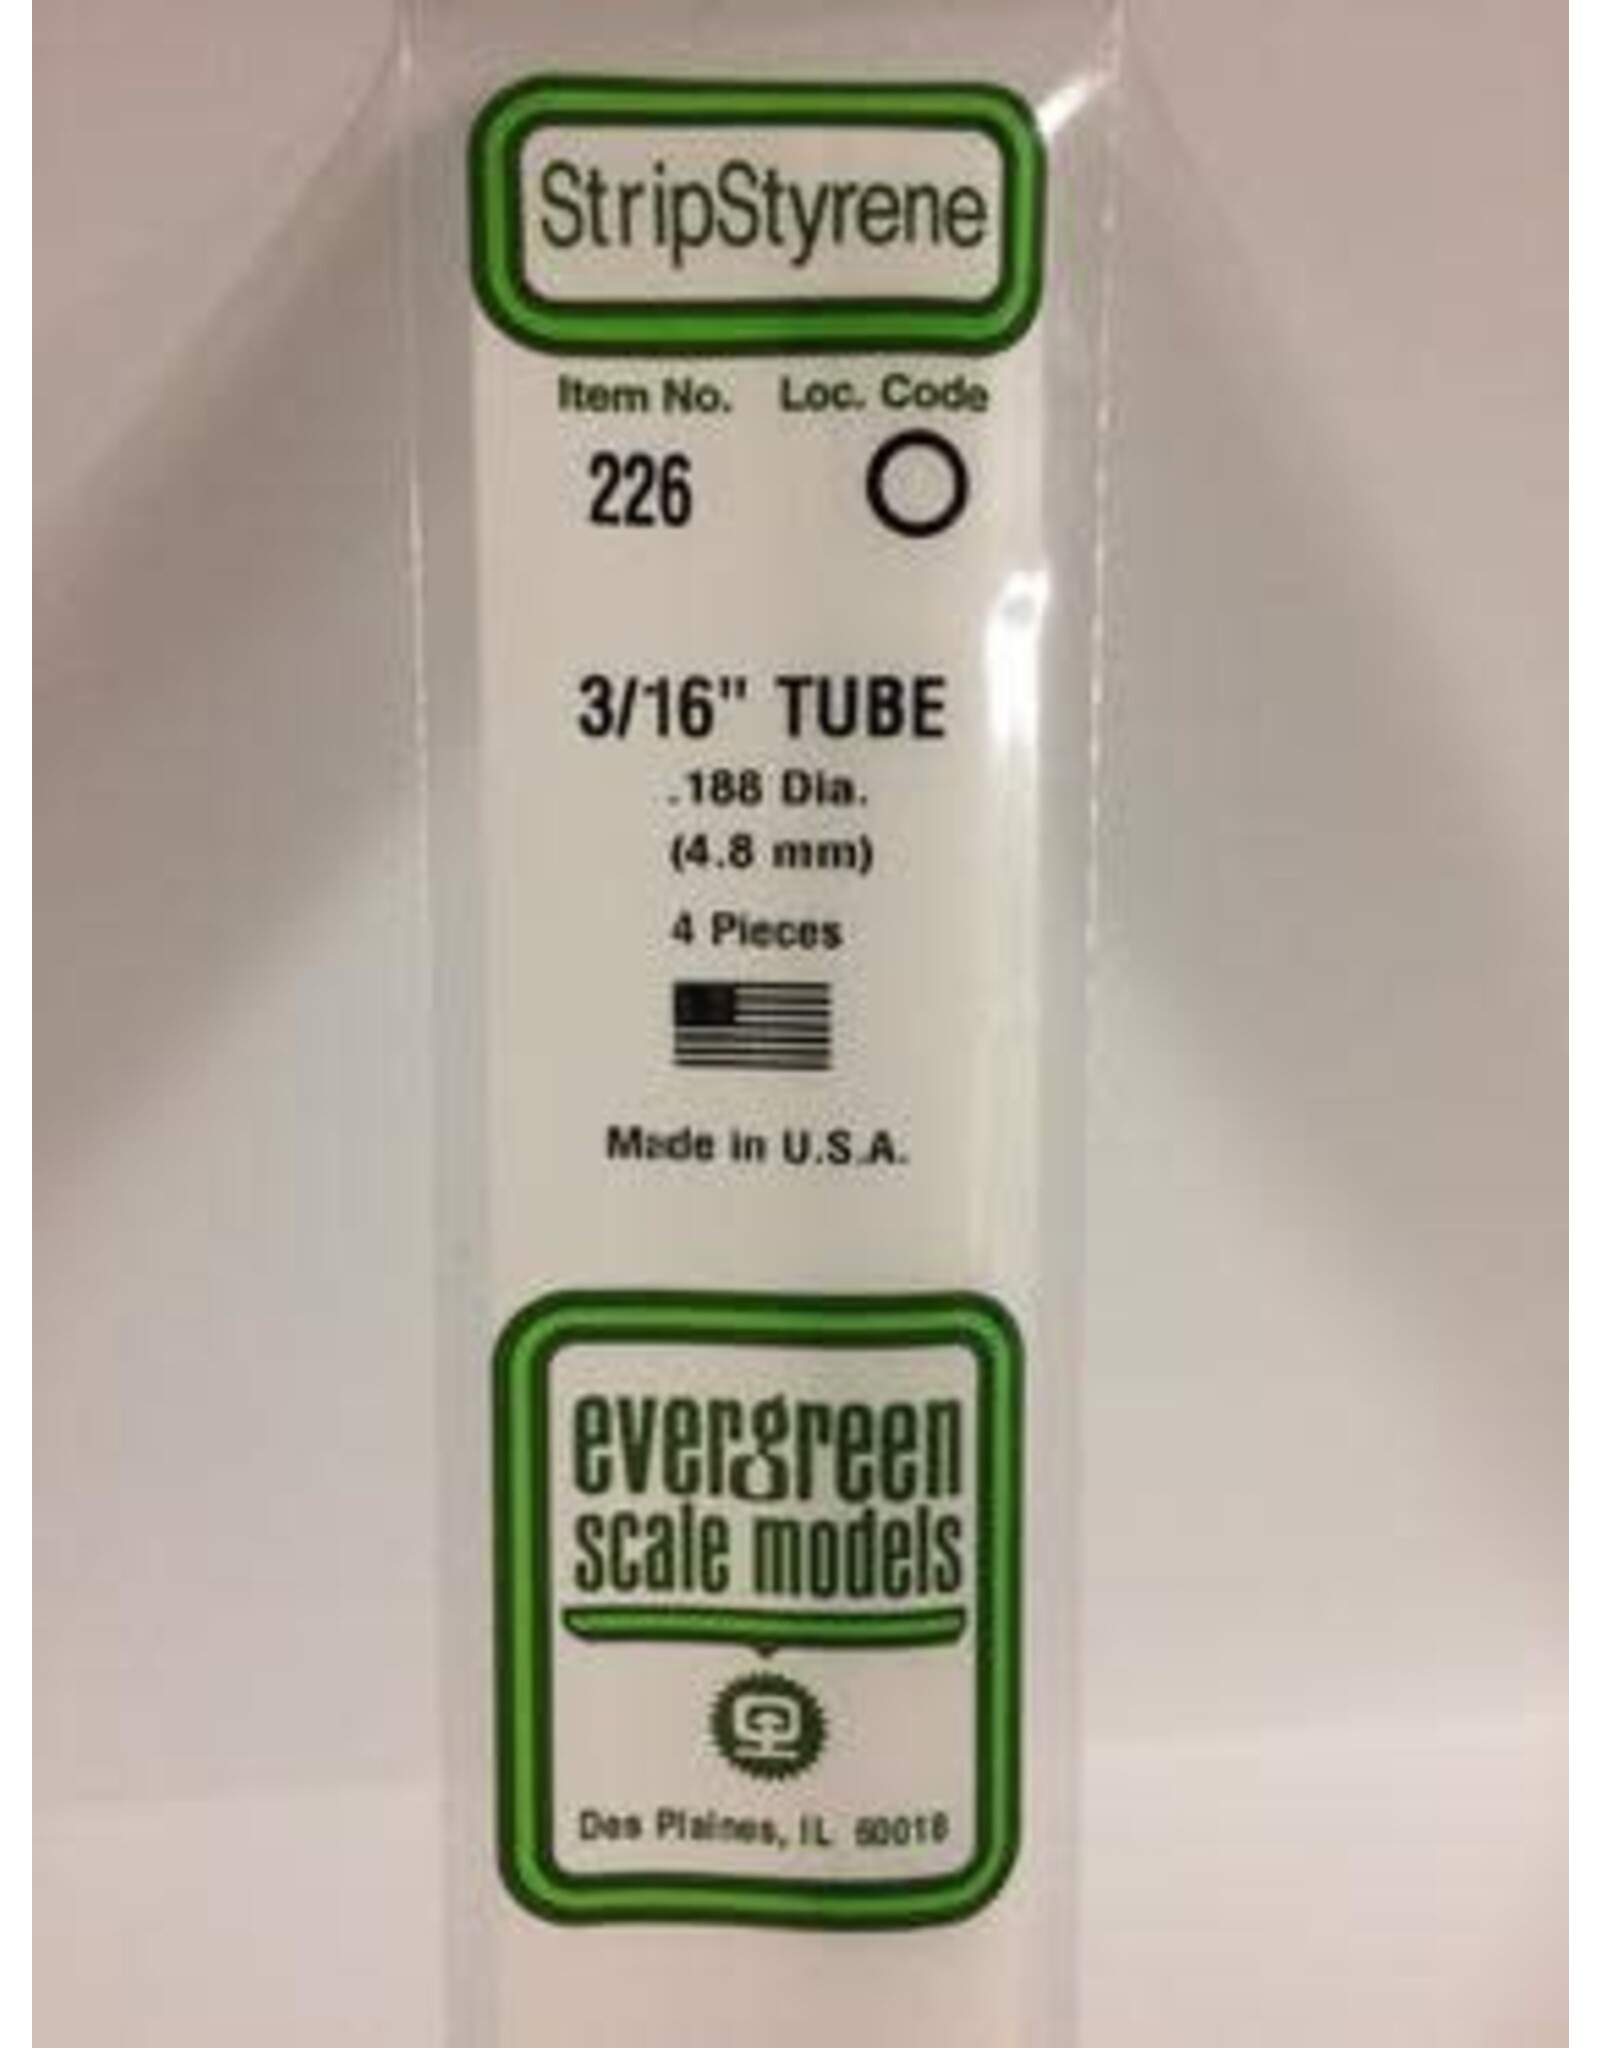 StripStyrene
Item No. Loc. Code
226
3/16" TUBE
.188 Dia.
(4.8 mm)
4 Pieces
Made in U.S.A.
evergreen
scale models
Des Plaines, IL 60018